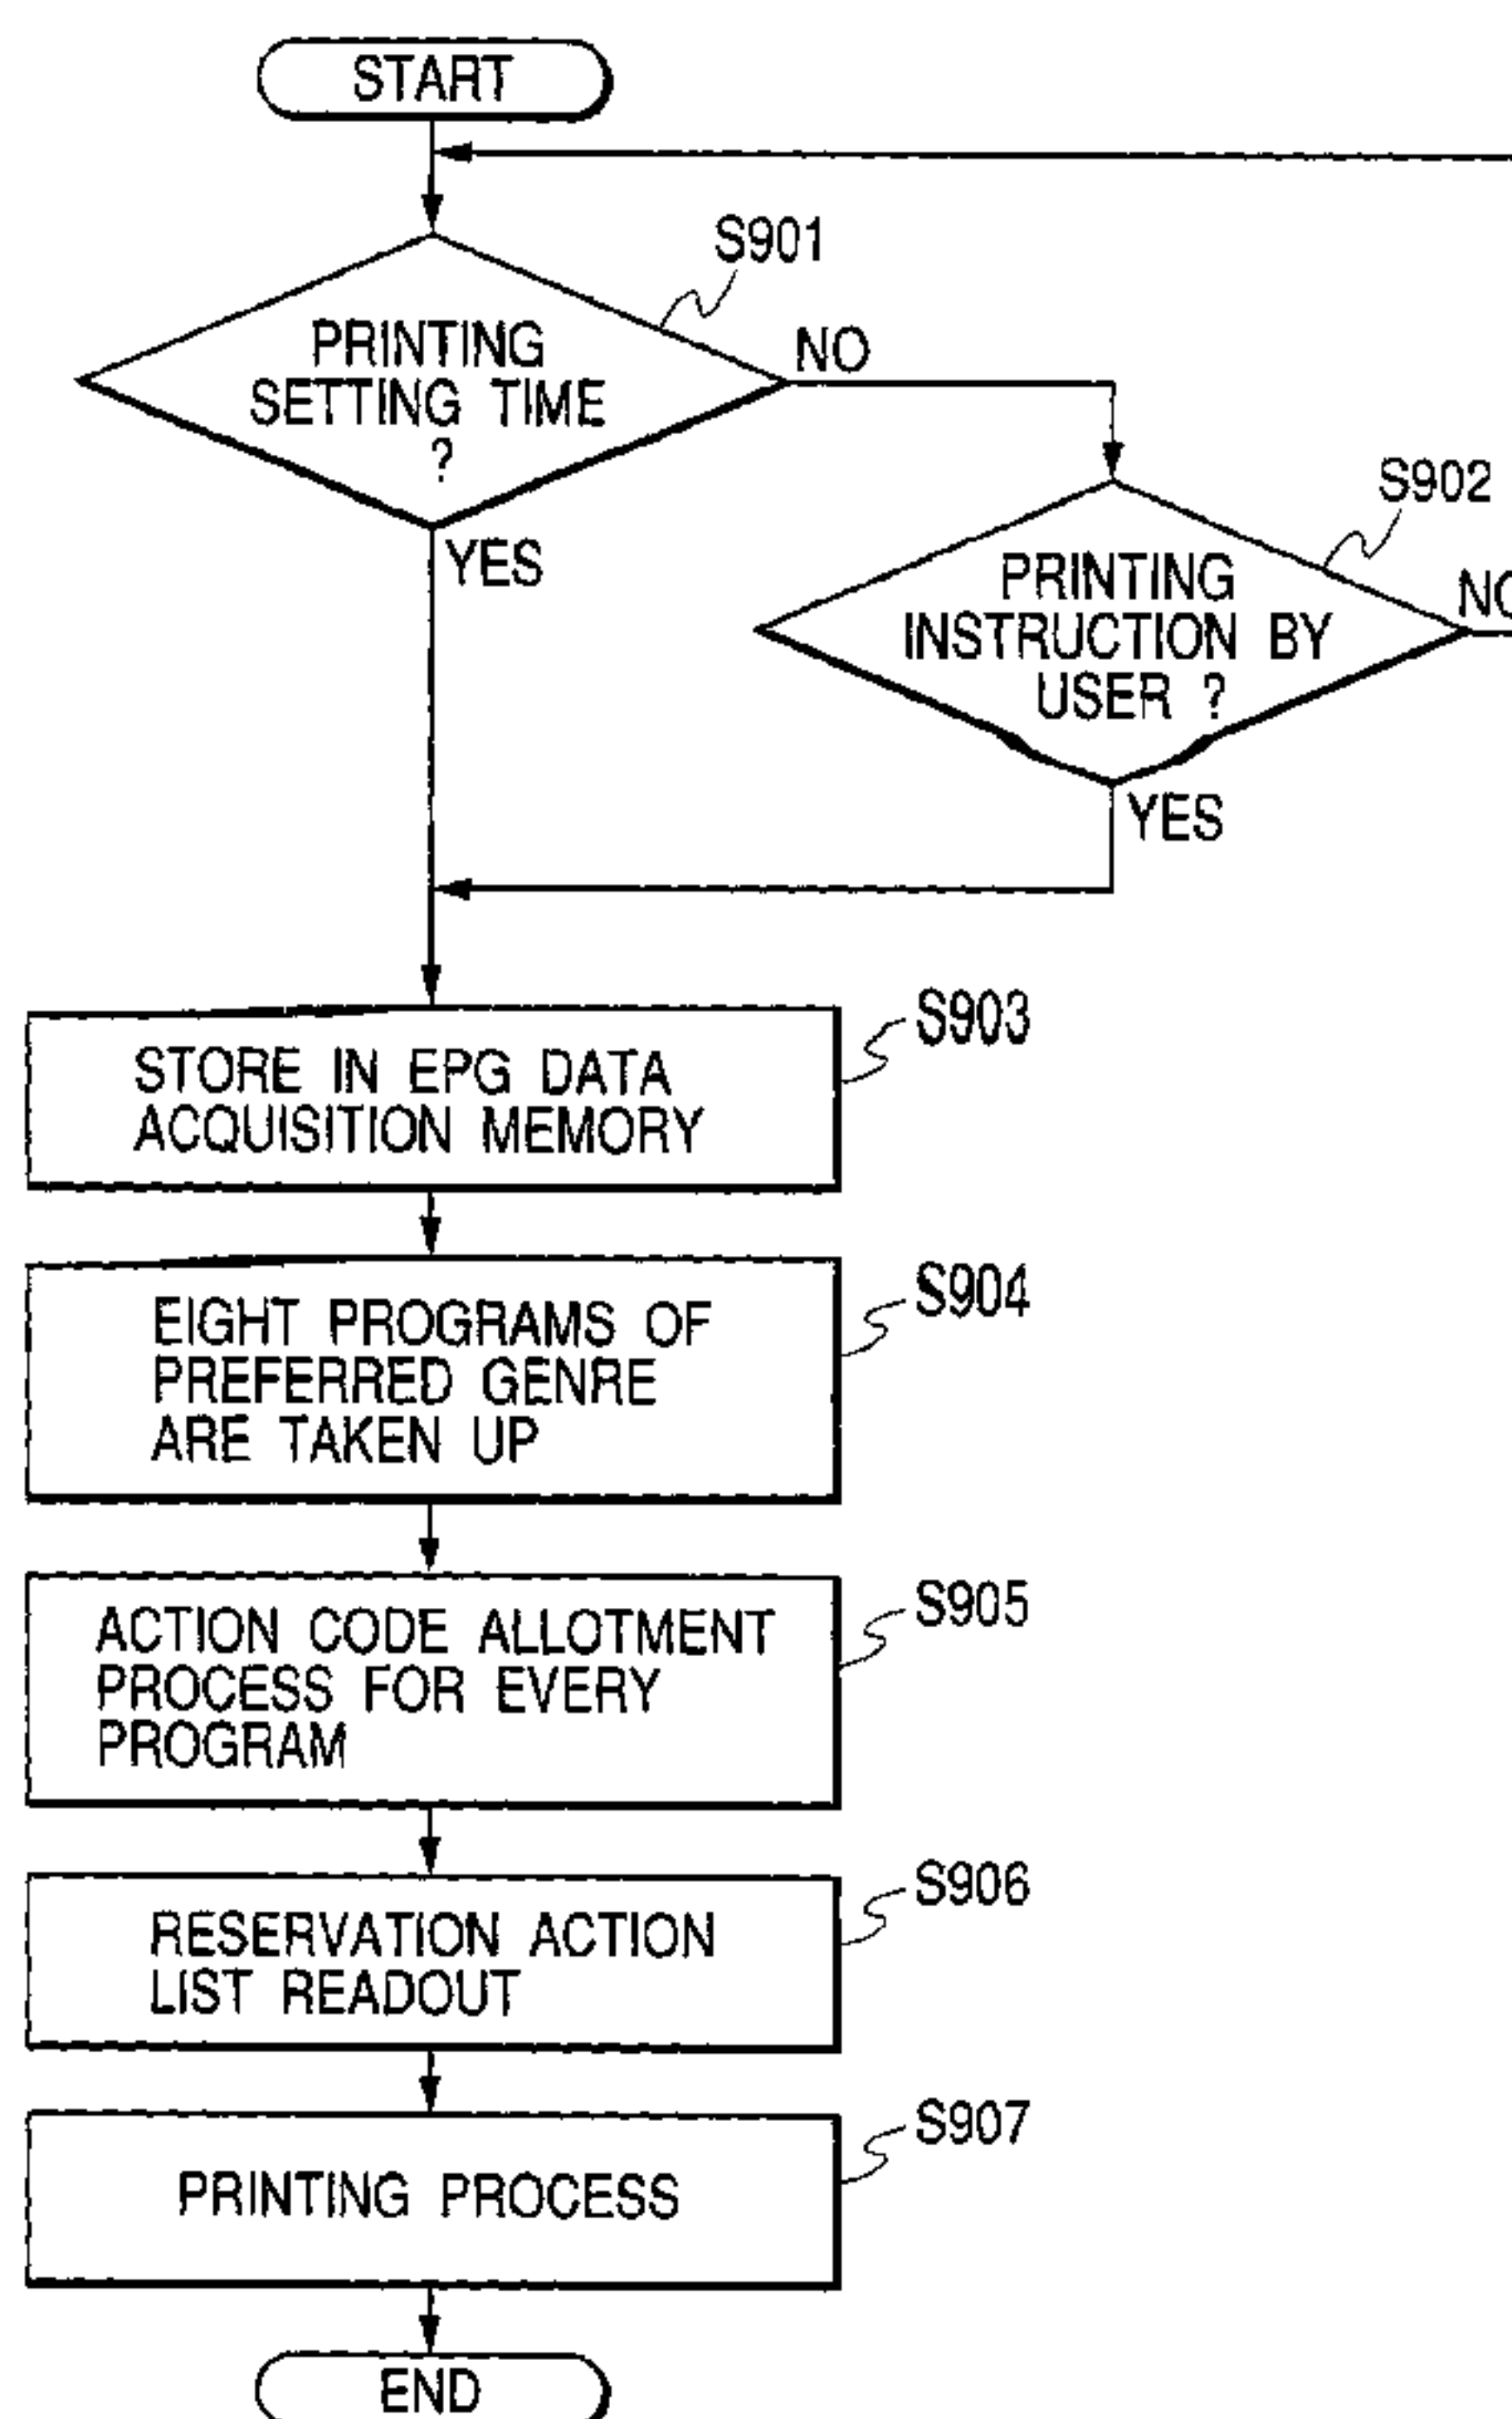 START
S901
PRINTING
SETTING TIME
?
NO
YES
S902
PRINTING
INSTRUCTION BY
USER ?
NO
YES
S903
STORE IN EPG DATA
ACQUISITION MEMORY
S904
EIGHT PROGRAMS OF
PREFERRED GENRE
ARE TAKEN UP
S905
ACTION CODE ALLOTMENT
PROCESS FOR EVERY
PROGRAM
S906
RESERVATION ACTION
LIST READOUT
S907
PRINTING PROCESS
END